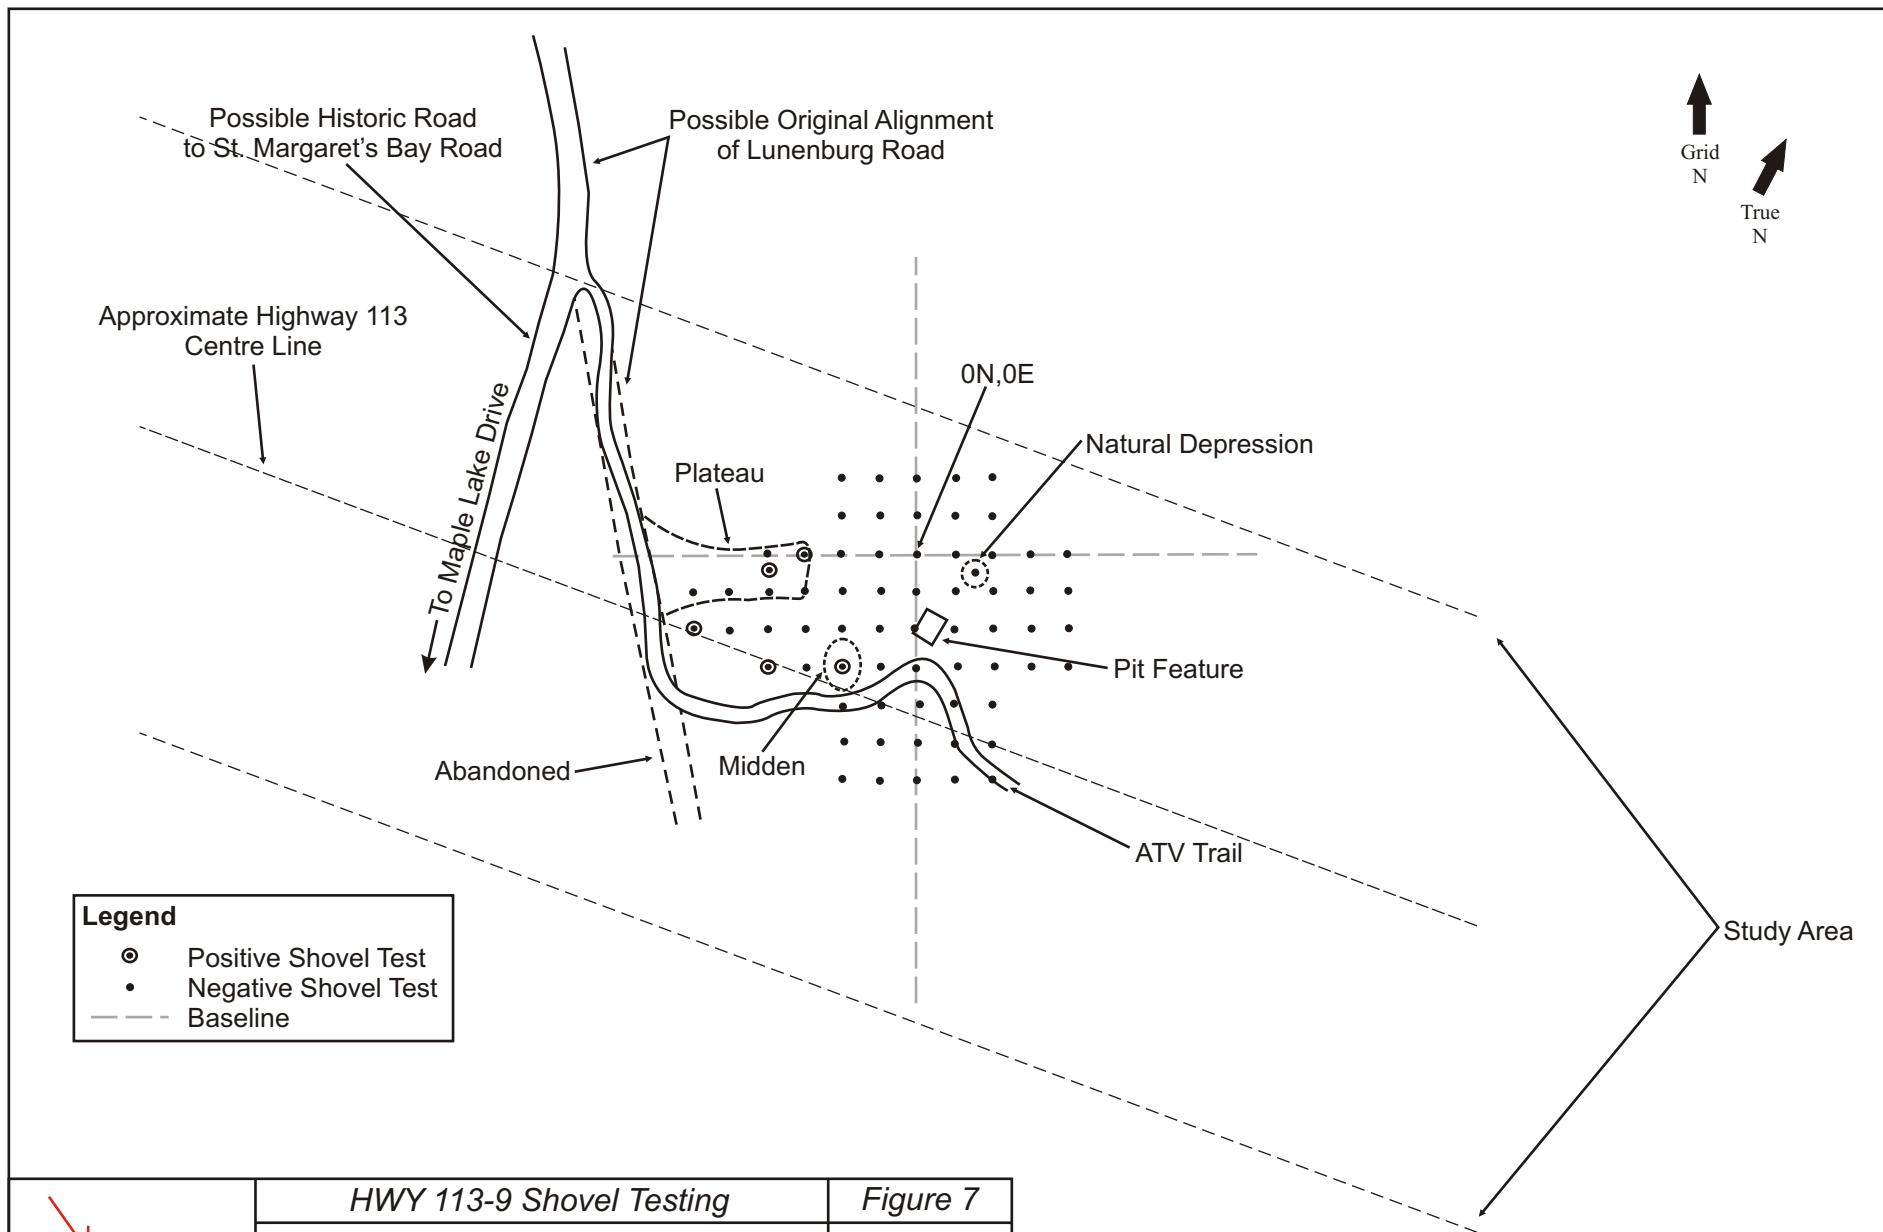 Possible Historic Road
to St. Margaret's Bay Road
Possible Original Alignment
of Lunenburg Road
Grid
N
True
N
Approximate Highway 113
Centre Line
0N,0E
Natural Depression
To Maple Lake Drive
Plateau
Pit Feature
Abandoned
Midden
ATV Trail
Study Area
Legend
Positive Shovel Test
Negative Shovel Test
Baseline
HWY 113-9 Shovel Testing
Figure 7